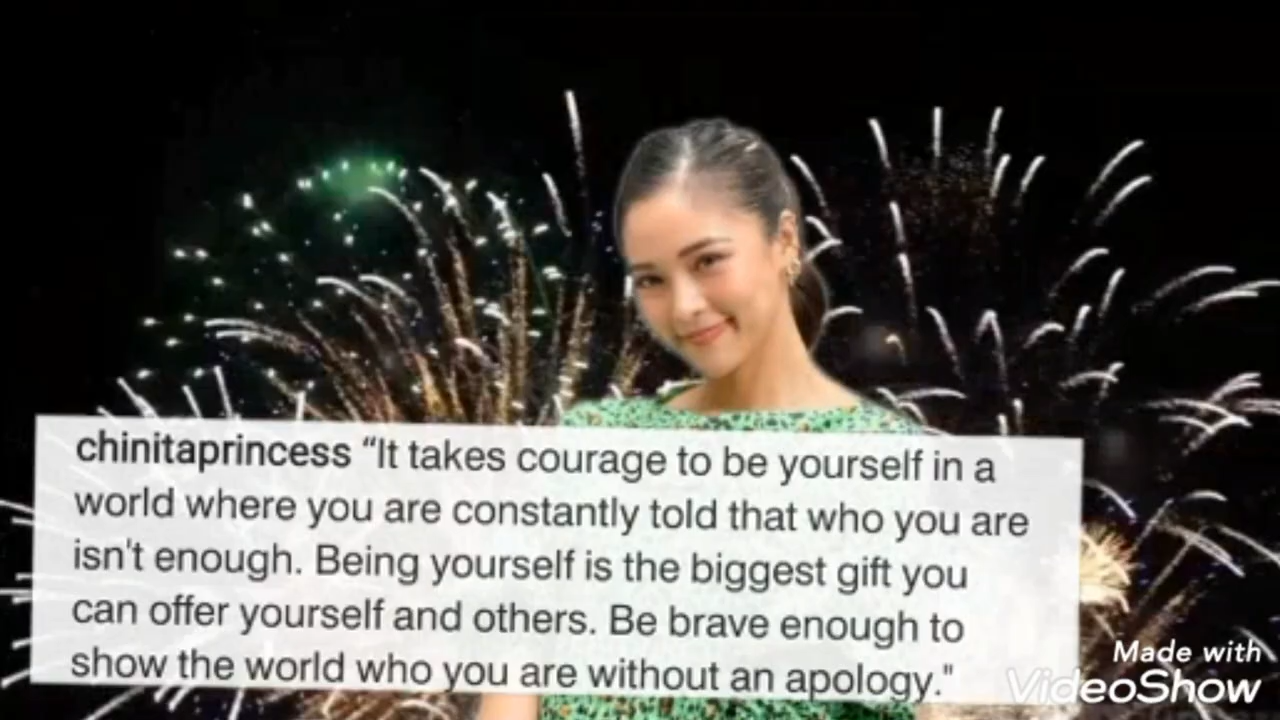 chinitaprincess “It takes courage to be yourself in a
world where you are constantly told that who you are
isn't enough. Being yourself is the biggest gift you
can offer yourself and others. Be brave enough to
show the world who you are without an apology."
Made with
VideoShow